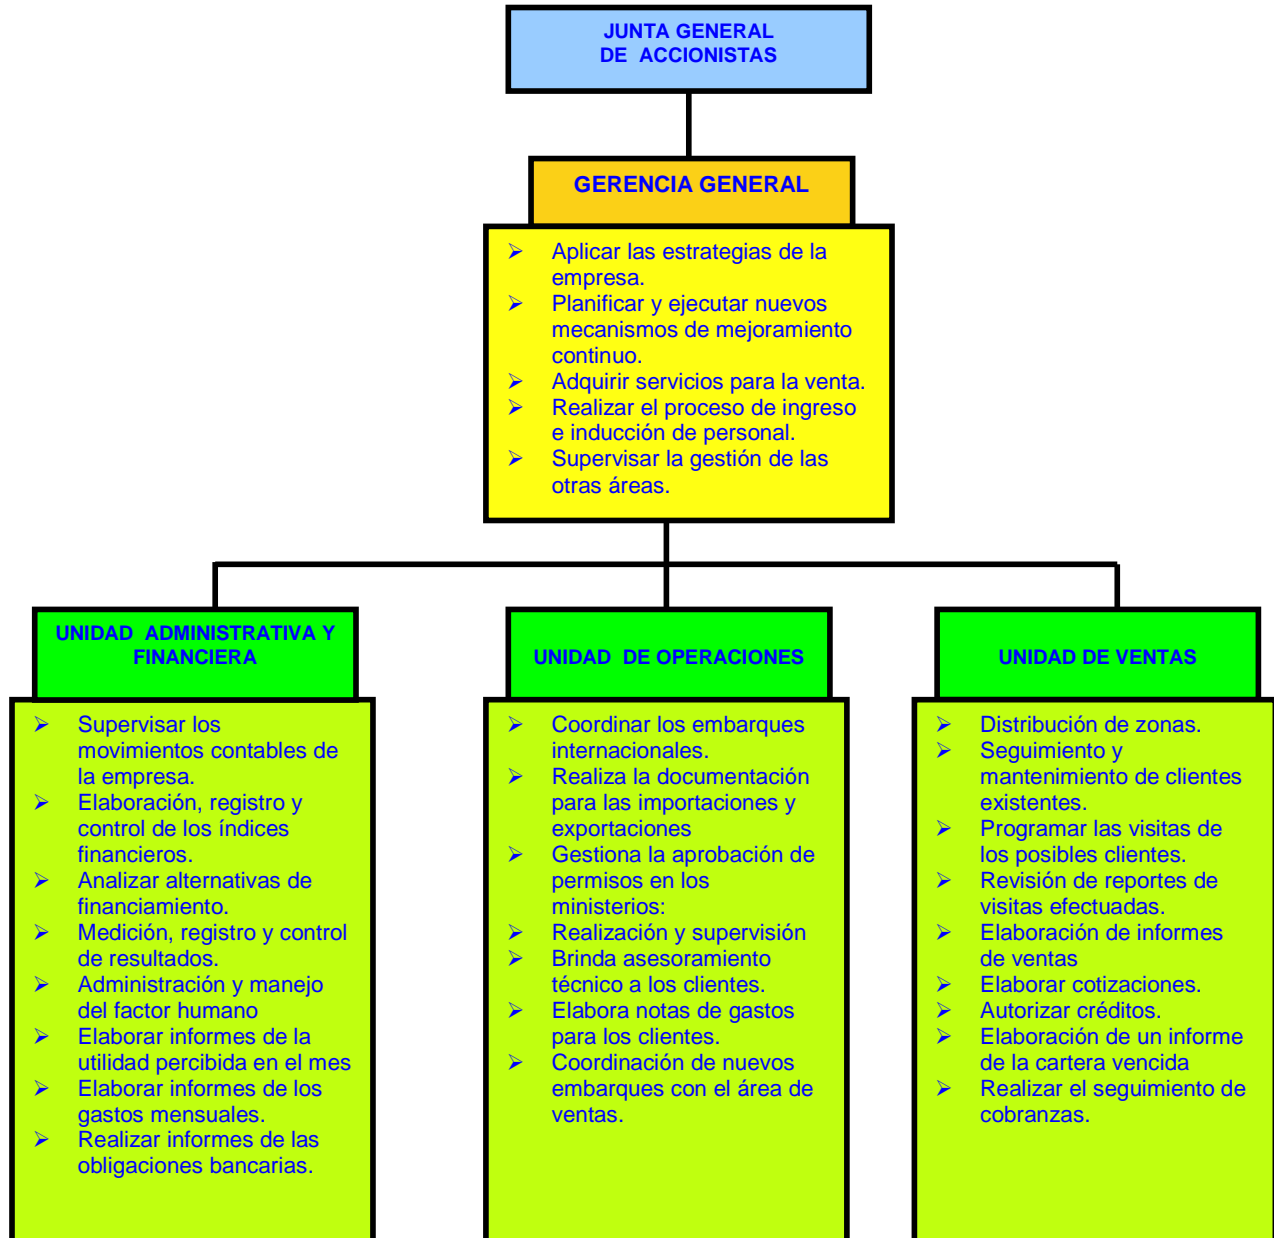 JUNTA GENERAL
DE ACCIONISTAS
GERENCIA GENERAL
➢ Aplicar las estrategias de la
empresa.
➢ Planificar y ejecutar nuevos
mecanismos de mejoramiento
continuo.
➢ Adquirir servicios para la venta.
➢ Realizar el proceso de ingreso
e inducción de personal.
➢ Supervisar la gestión de las
otras áreas.
UNIDAD ADMINISTRATIVA Y
FINANCIERA
➢ Supervisar los
movimientos contables de
la empresa.
➢ Elaboración, registro y
control de los índices
financieros.
➢ Analizar alternativas de
financiamiento.
➢ Medición, registro y control
de resultados.
➢ Administración y manejo
del factor humano
➢ Elaborar informes de la
utilidad percibida en el mes
➢ Elaborar informes de los
gastos mensuales.
➢ Realizar informes de las
obligaciones bancarias.
UNIDAD DE OPERACIONES
➢ Coordinar los embarques
internacionales.
➢ Realiza la documentación
para las importaciones y
exportaciones
➢ Gestiona la aprobación de
permisos en los
ministerios:
➢ Realización y supervisión
➢ Brinda asesoramiento
técnico a los clientes.
➢ Elabora notas de gastos
para los clientes.
➢ Coordinación de nuevos
embarques con el área de
ventas.
UNIDAD DE VENTAS
➢ Distribución de zonas.
➢ Seguimiento y
mantenimiento de clientes
existentes.
➢ Programar las visitas de
los posibles clientes.
➢ Revisión de reportes de
visitas efectuadas.
➢ Elaboración de informes
de ventas
➢ Elaborar cotizaciones.
➢ Autorizar créditos.
➢ Elaboración de un informe
de la cartera vencida
➢ Realizar el seguimiento de
cobranzas.